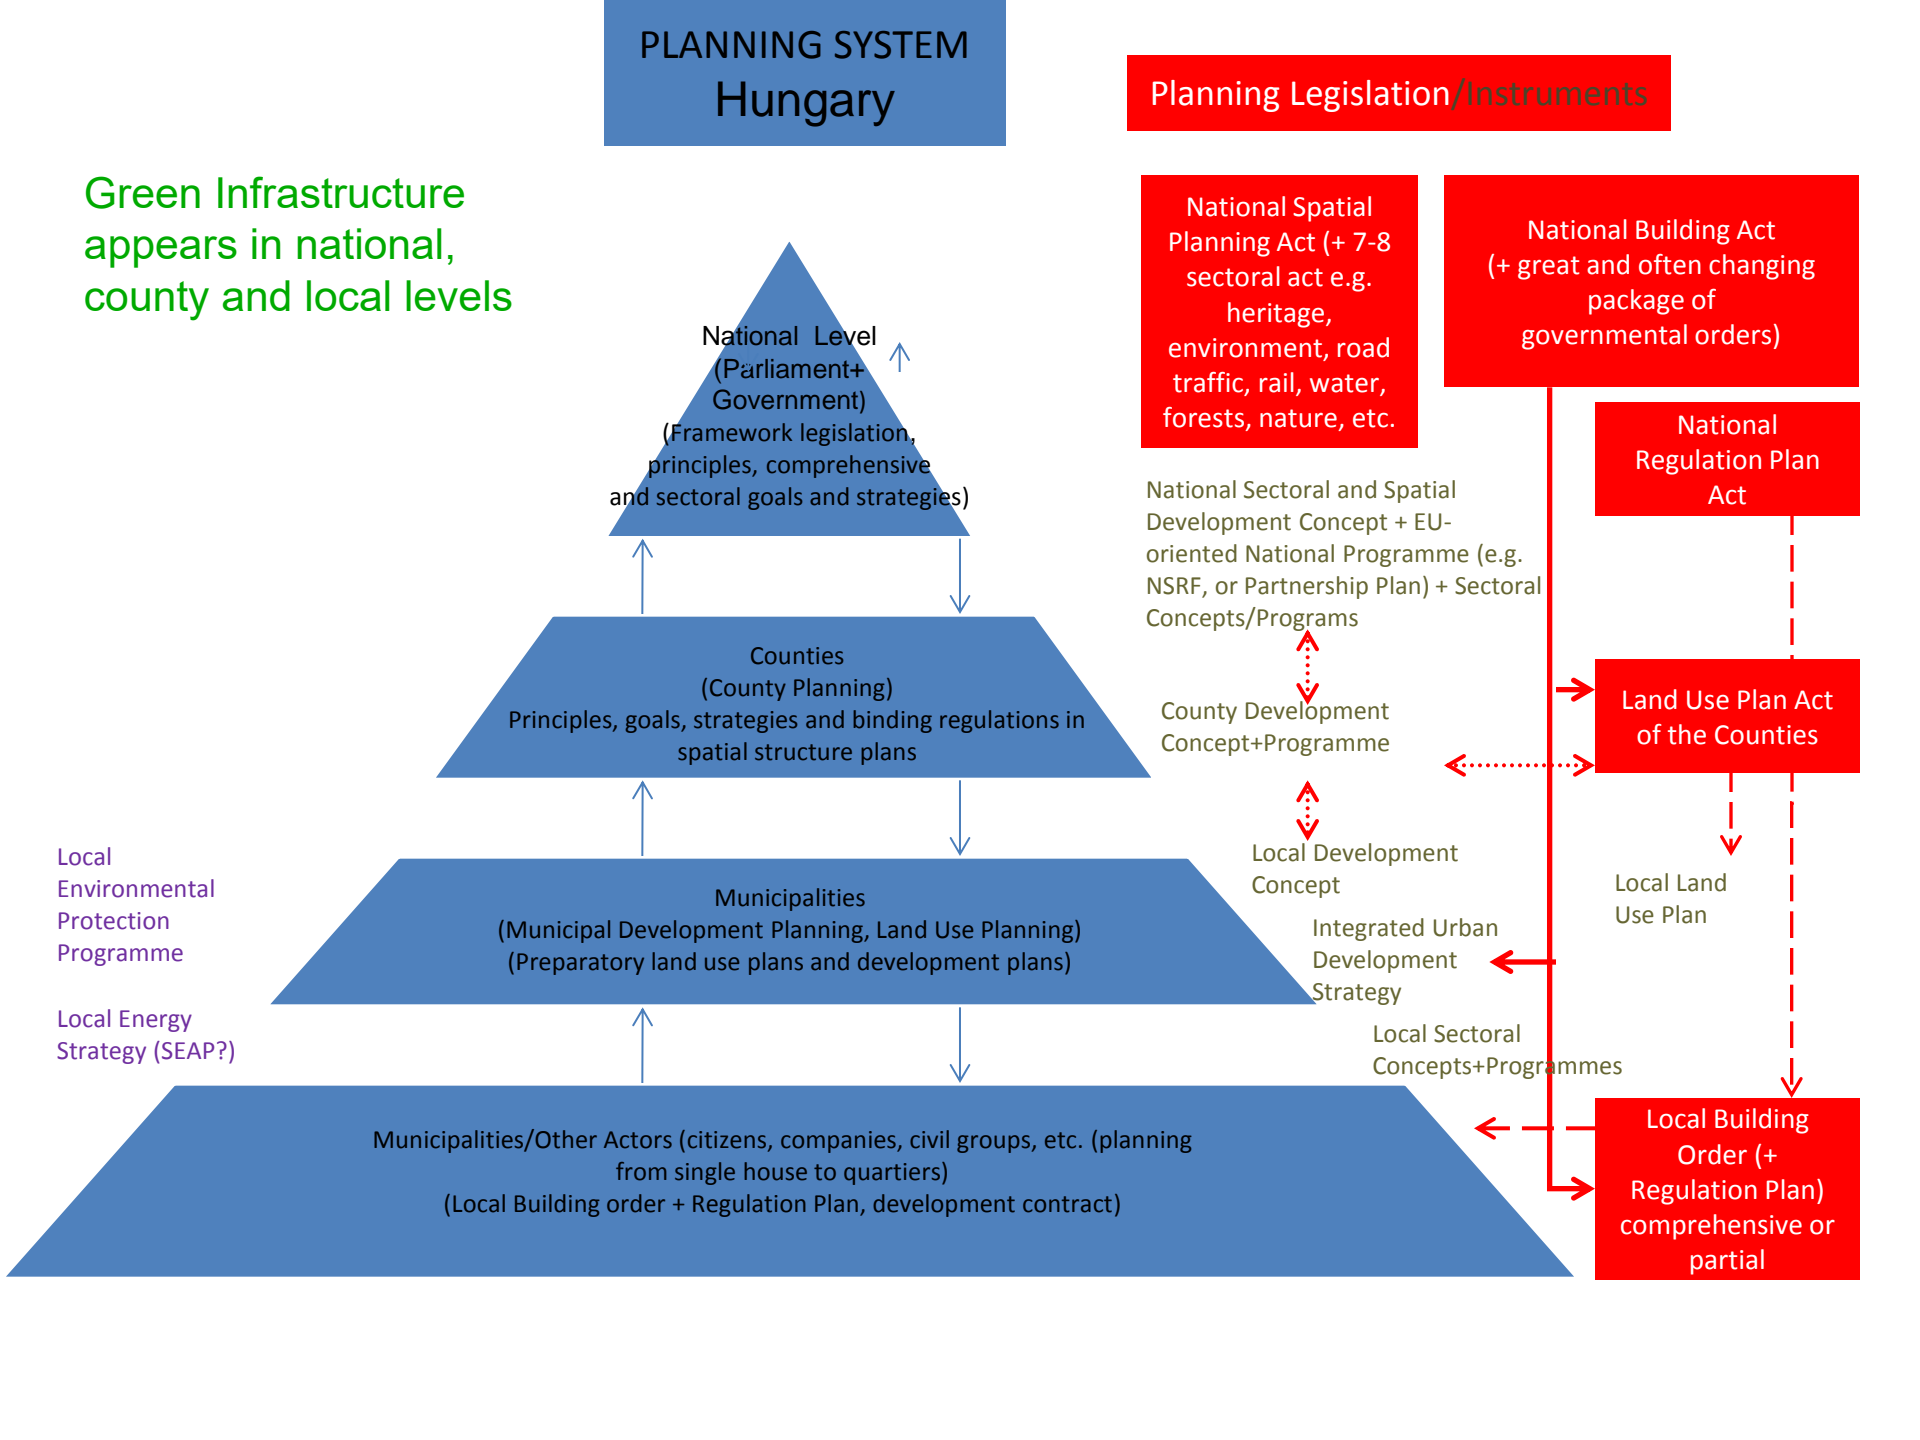 PLANNING SYSTEM
Hungary
Planning Legislation/Instruments
Green Infrastructure
appears in national,
county and local levels
National Spatial
Planning Act (+ 7-8
sectoral act e.g.
heritage,
environment, road
traffic, rail, water,
forests, nature, etc.
National Building Act
(+ great and often changing
package of
governmental orders)
National  Level
(Parliament+
Government)
(Framework legislation,
principles, comprehensive
and sectoral goals and strategies)
National
Regulation Plan
Act
National Sectoral and Spatial
Development Concept + EU-
oriented National Programme (e.g.
NSRF, or Partnership Plan) + Sectoral
Concepts/Programs
Counties
(County Planning)
Principles, goals, strategies and binding regulations in
spatial structure plans
County Development
Concept+Programme
Land Use Plan Act
of the Counties
Local
Environmental
Protection
Programme
Local Energy
Strategy (SEAP?)
Municipalities
(Municipal Development Planning, Land Use Planning)
(Preparatory land use plans and development plans)
Local Development
Concept
Integrated Urban
Development
Strategy
Local Sectoral
Concepts+Programmes
Local Land
Use Plan
Municipalities/Other Actors (citizens, companies, civil groups, etc. (planning
from single house to quartiers)
(Local Building order + Regulation Plan, development contract)
Local Building
Order (+
Regulation Plan)
comprehensive or
partial